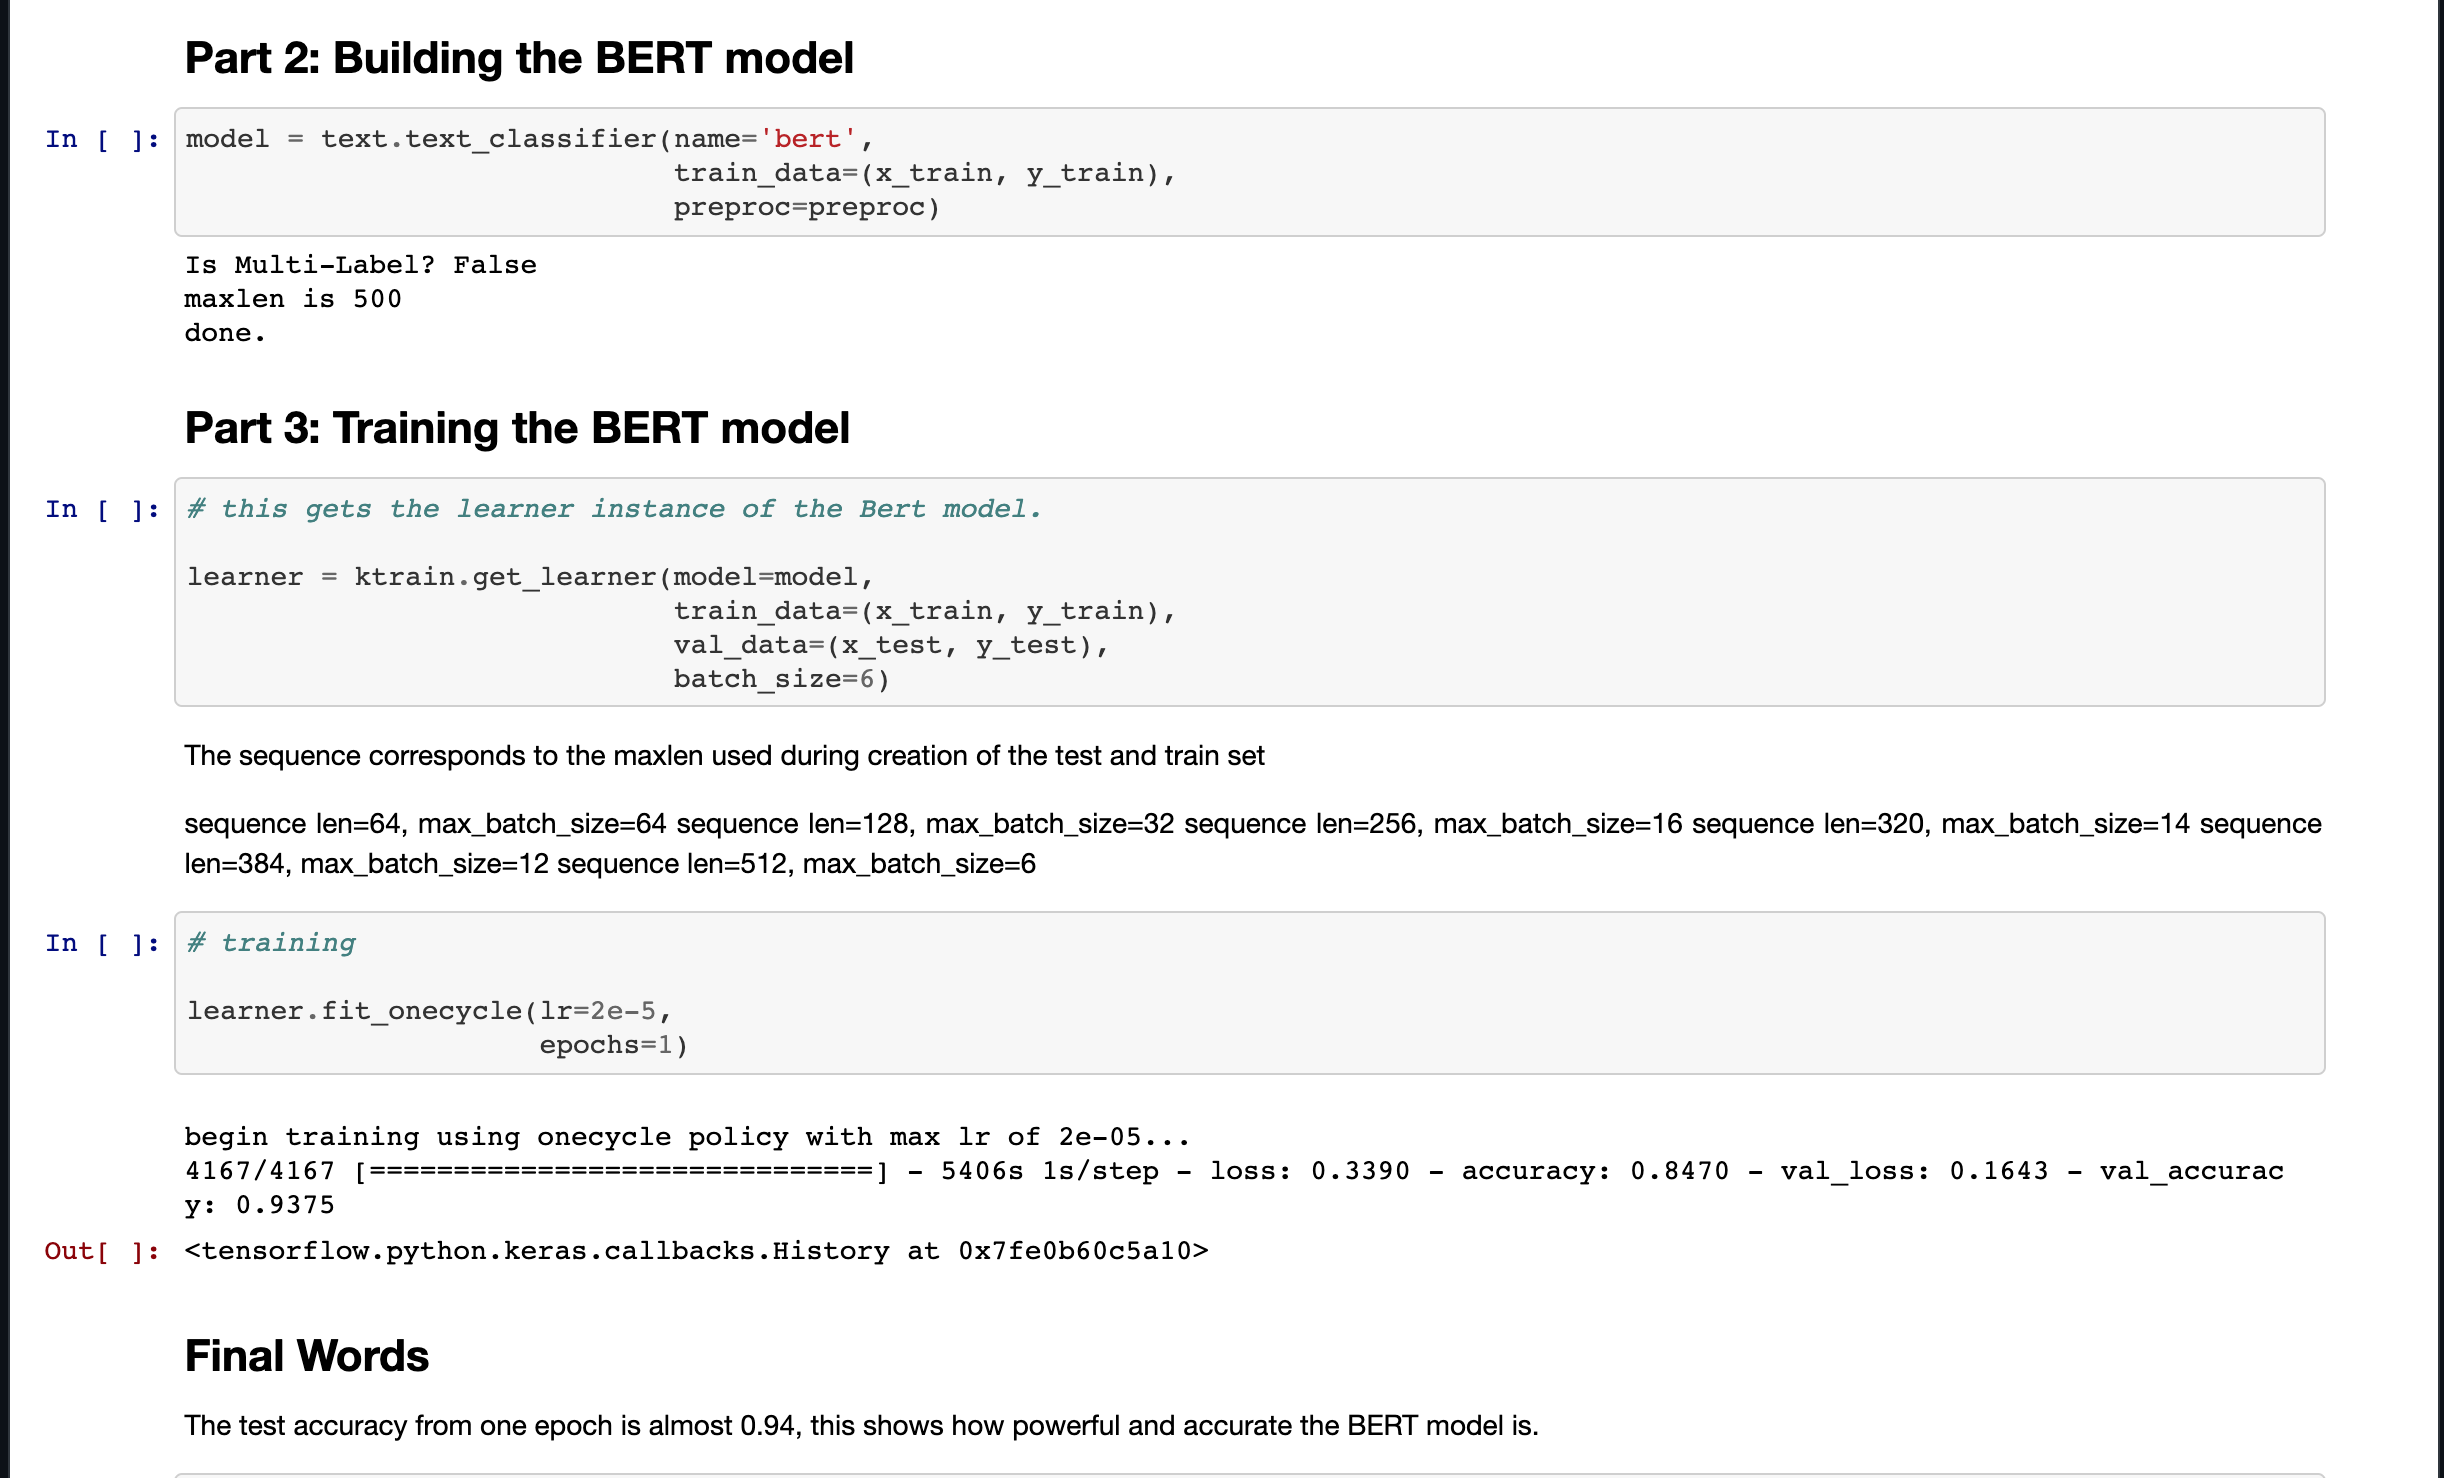 Part 2: Building the BERT model
In [ ]: model = text.text_classifier(name='bert',
train_data=(x_train, y_train),
preproc=preproc)
Is Multi-Label? False
maxlen is 500
done.
Part 3: Training the BERT model
In [ ]: # this gets the learner instance of the Bert model.
learner = ktrain.get_learner(model=model,
train_data=(x_train, y_train),
val_data=(x_test, y_test),
batch_size=6)
The sequence corresponds to the maxlen used during creation of the test and train set
sequence len=64, max_batch_size=64 sequence len=128, max_batch_size=32 sequence len=256, max_batch_size=16 sequence len=320, max_batch_size=14 sequence
len=384, max_batch_size=12 sequence len=512, max_batch_size=6
In [ ]: # training
learner.fit_onecycle(lr=2e-5,
epochs=1)
begin training using onecycle policy with max lr of 2e-05...
4167/4167 [==============================] - 5406s 1s/step - loss: 0.3390 - accuracy: 0.8470 - val_loss: 0.1643 - val_accurac
y: 0.9375
Out[ ]: <tensorflow.python.keras.callbacks.History at 0x7fe0b60c5a10>
Final Words
The test accuracy from one epoch is almost 0.94, this shows how powerful and accurate the BERT model is.